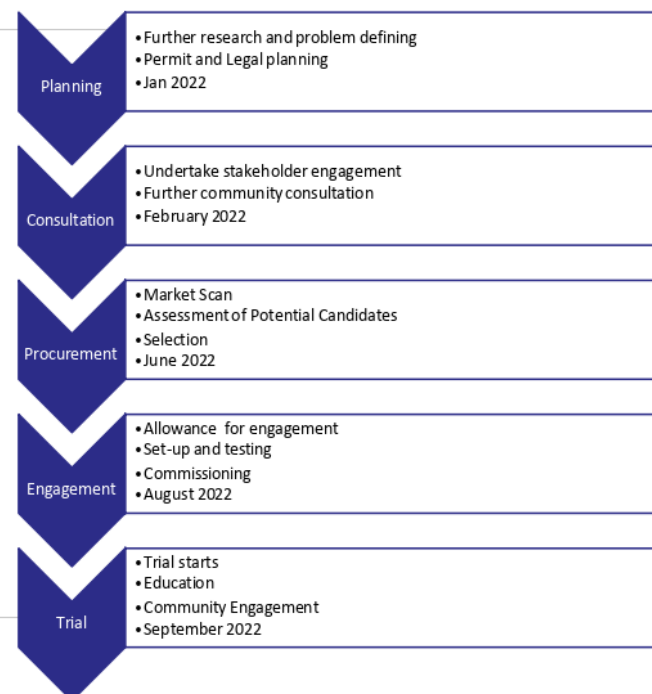 Planning
•Further research and problem defining
•Permit and Legal planning
•Jan 2022
Consultation
•Undertake stakeholder engagement
•Further community consultation
•February 2022
Procurement
•Market Scan
•Assessment of Potential Candidates
•Selection
•June 2022
Engagement
•Allowance for engagement
•Set-up and testing
•Commissioning
•August 2022
Trial
•Trial starts
•Education
•Community Engagement
•September 2022